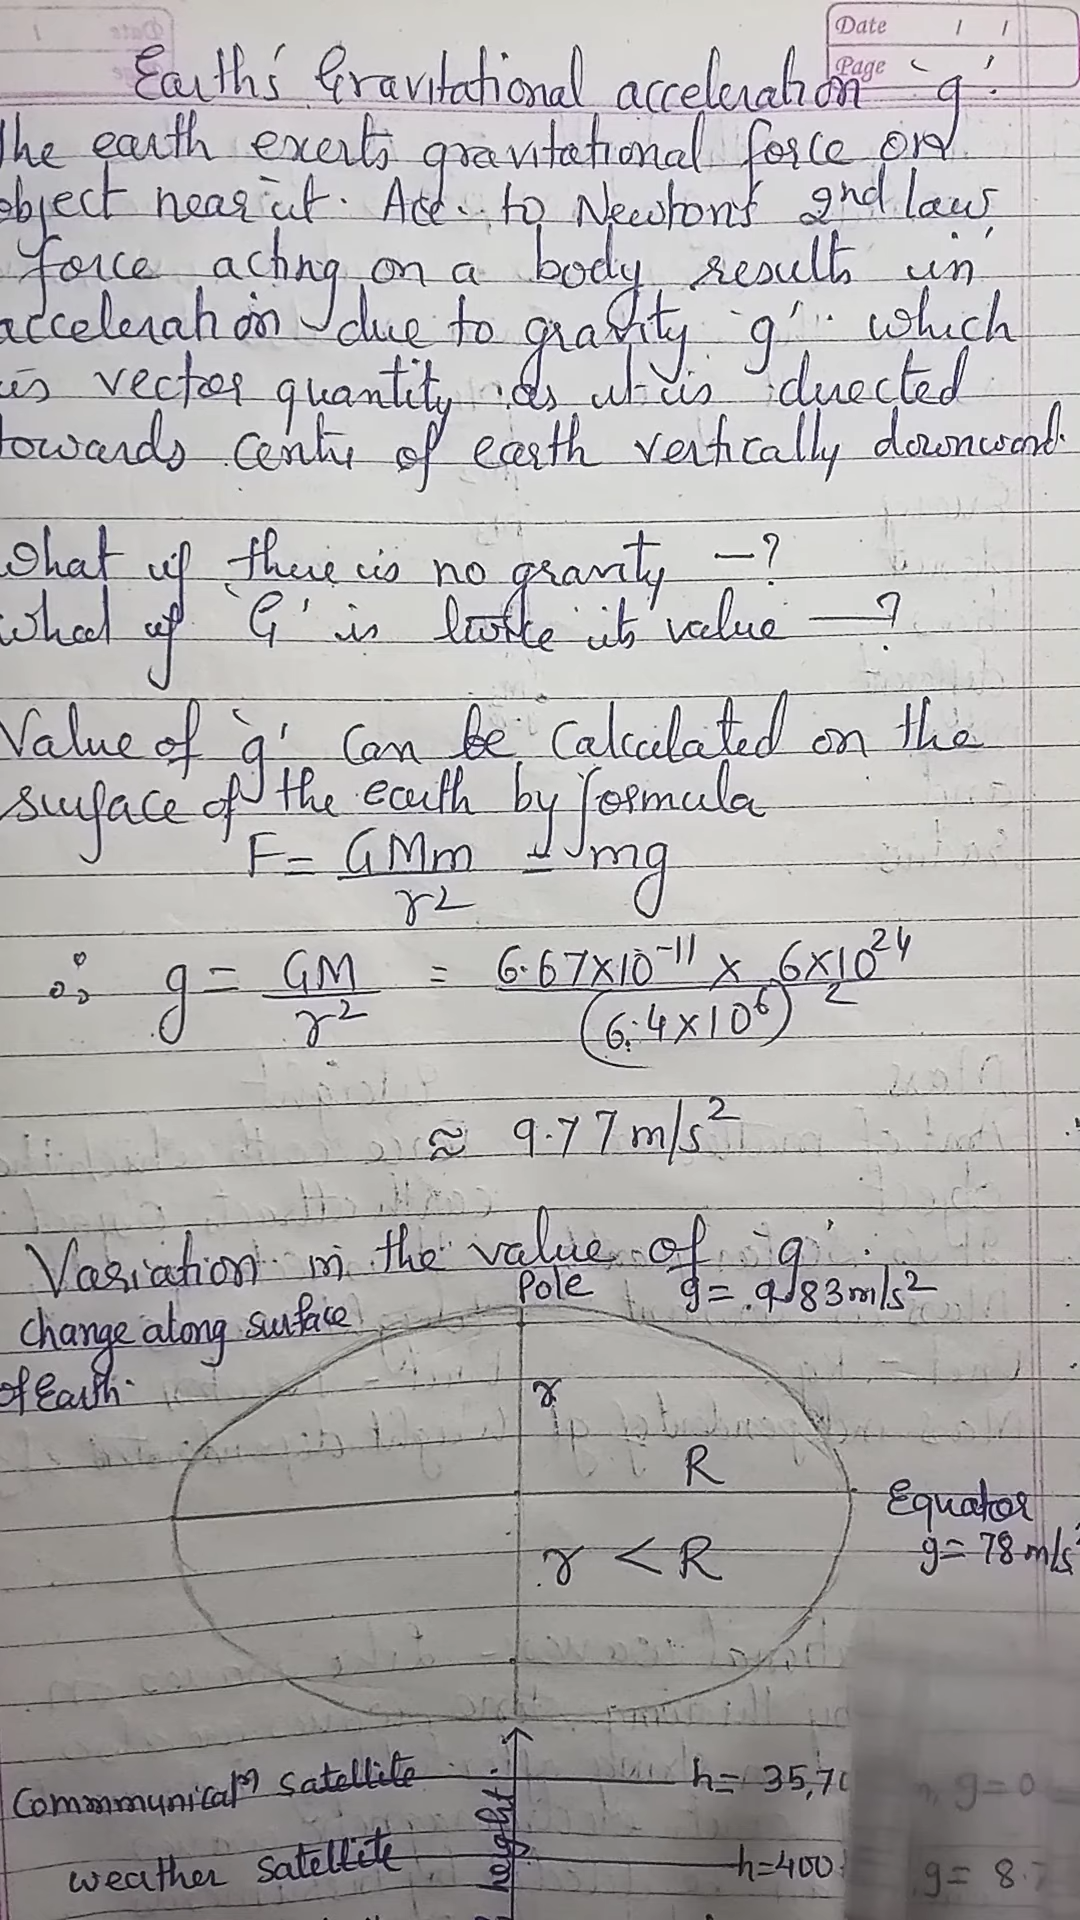 Date / /
Page
Earth's Gravitational acceleration 'g'.
The earth exerts gravitational force on
object near it. Acc. to Newton's 2nd law,
force acting on a body results in
acceleration due to gravity 'g'. which
is vector quantity as it is directed
towards centre of earth vertically downward.
What if there is no gravity —?
What if 'G' is twice its value —?
Value of 'g' can be calculated on the
surface of the earth by formula
F = GMm / r² = mg
∴ g = GM / r² = 6.67×10⁻¹¹ × 6×10²⁴ / (6.4×10⁶)²
≈ 9.77 m/s²
Variation in the value of 'g'.
Pole g = 9.83 m/s²
change along surface
of Earth.
r
R
Equator
g = 78 m/s²
r < R
Communicatⁿ satellite h = 35,70 g = 0
weather satellite h = 400 g = 8.7
height